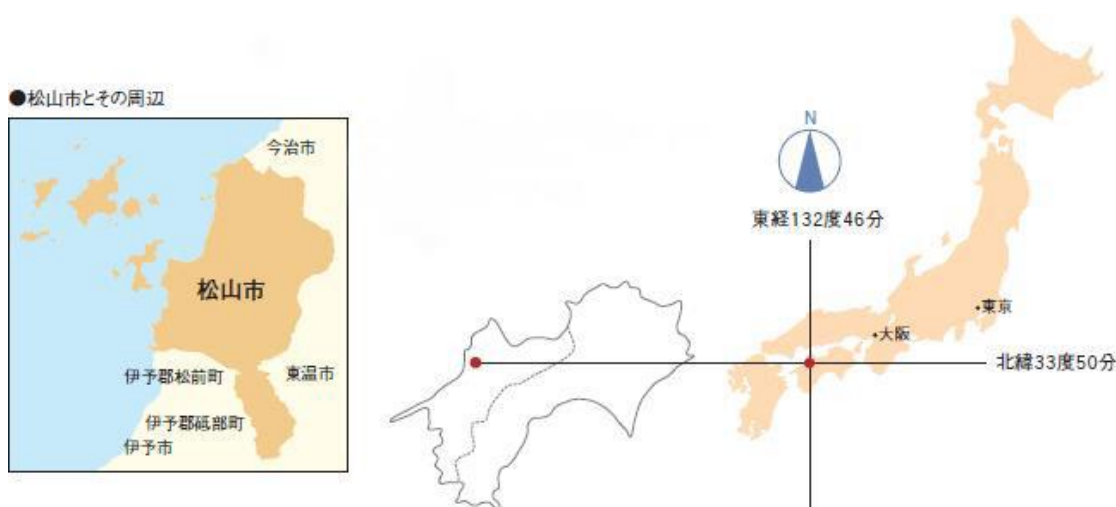 ●松山市とその周辺
今治市
松山市
伊予郡松前町
東温市
伊予郡砥部町
伊予市
N
東経132度46分
東京
大阪
北緯33度50分